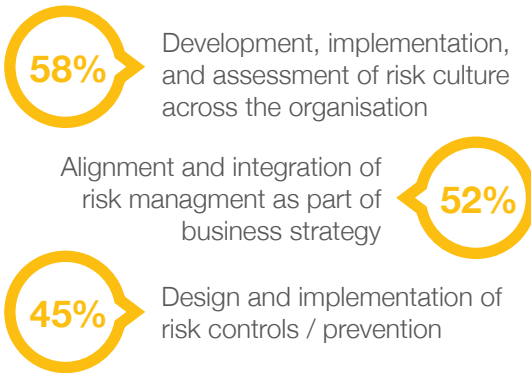 58%
Development, implementation,
and assessment of risk culture
across the organisation
Alignment and integration of
risk managment as part of
business strategy
52%
45%
Design and implementation of
risk controls / prevention